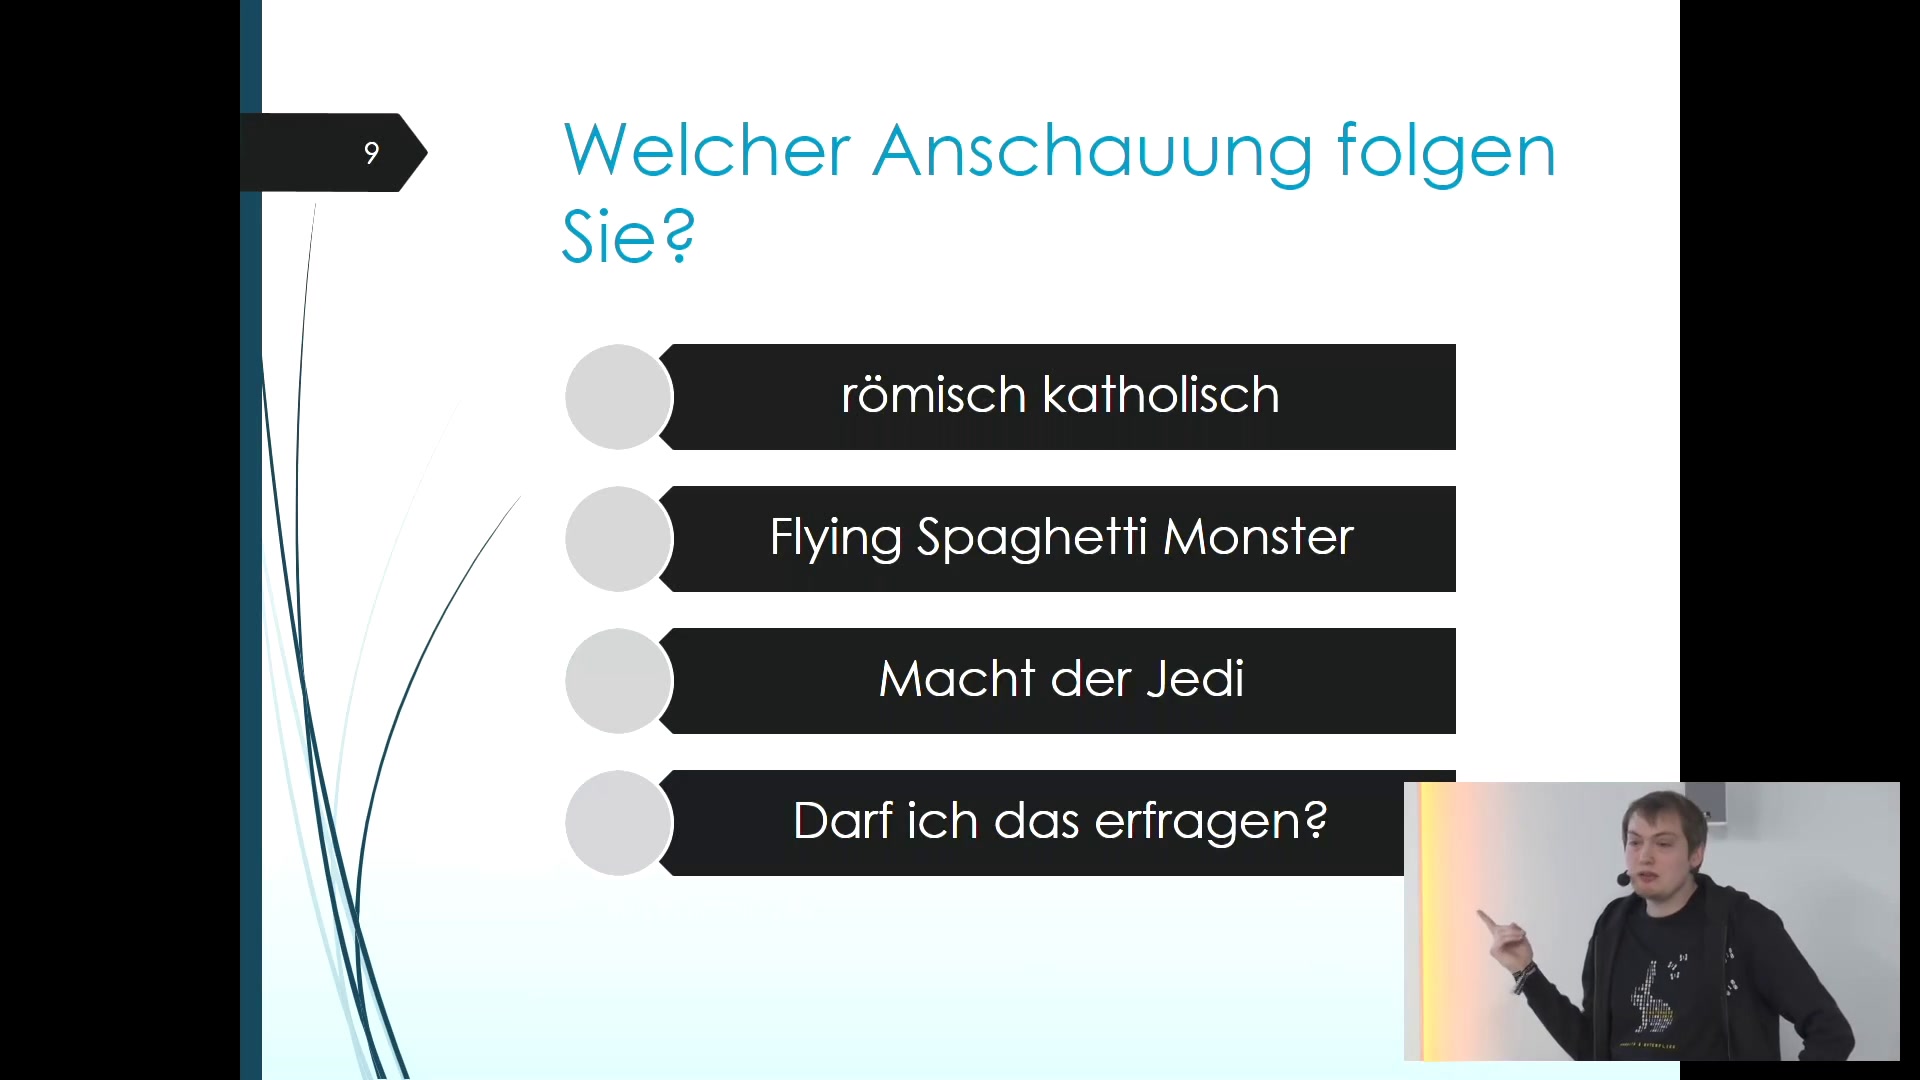 9
Welcher Anschauung folgen
Sie?
römisch katholisch
Flying Spaghetti Monster
Macht der Jedi
Darf ich das erfragen?